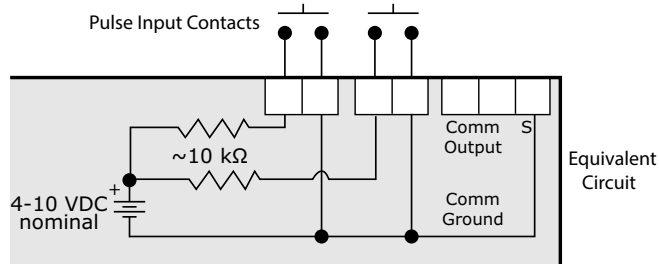 Pulse Input Contacts
Comm
Output
S
~10 kΩ
Equivalent
Circuit
+
4-10 VDC
nominal
Comm
Ground